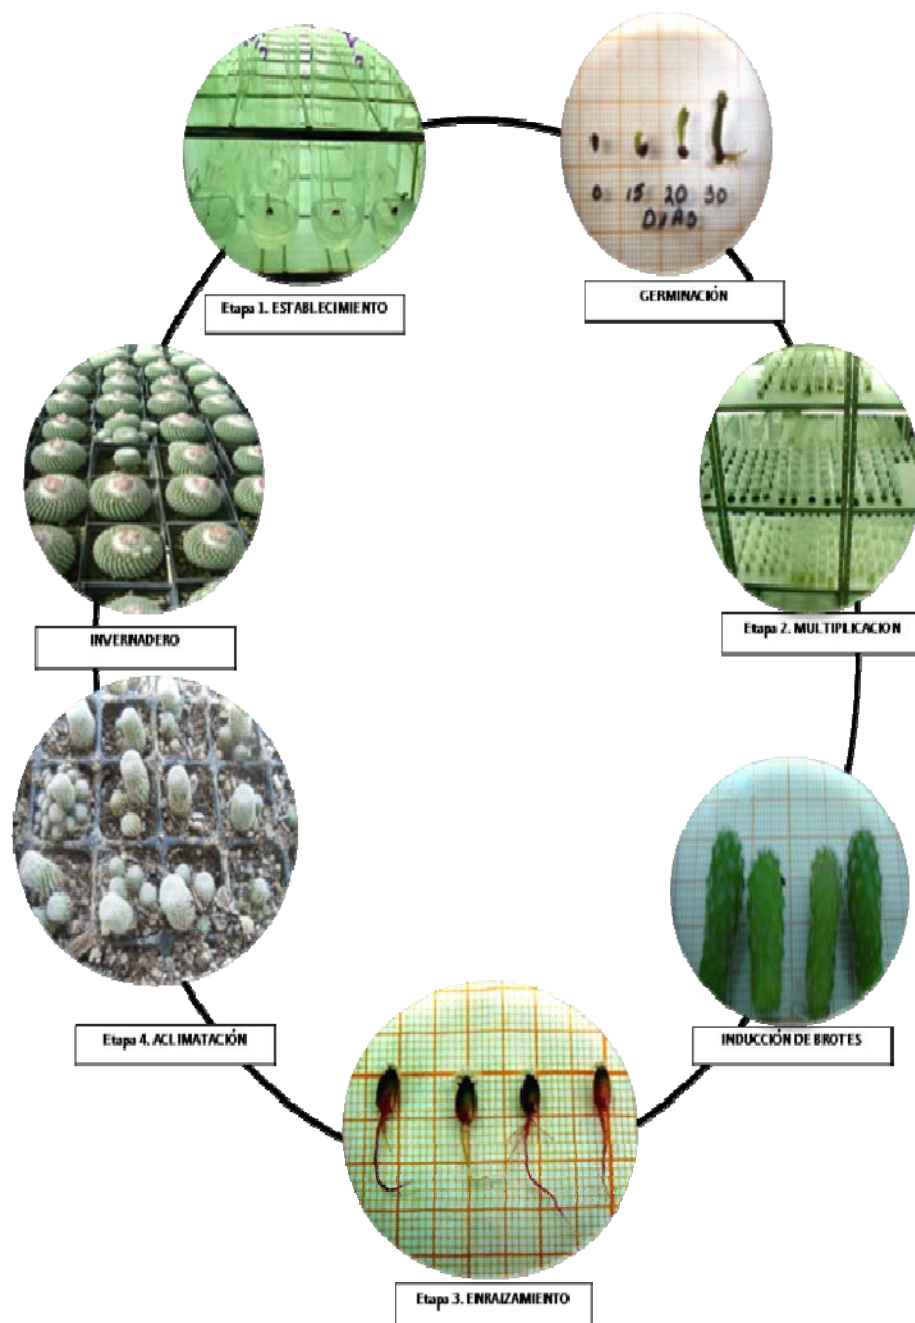 0 15 20 30
DIAS
Etapa 1. ESTABLECIMIENTO
GERMINACIÓN
INVERNADERO
Etapa 2. MULTIPLICACION
Etapa 4. ACLIMATACIÓN
INDUCCIÓN DE BROTES
Etapa 3. ENRAIZAMIENTO